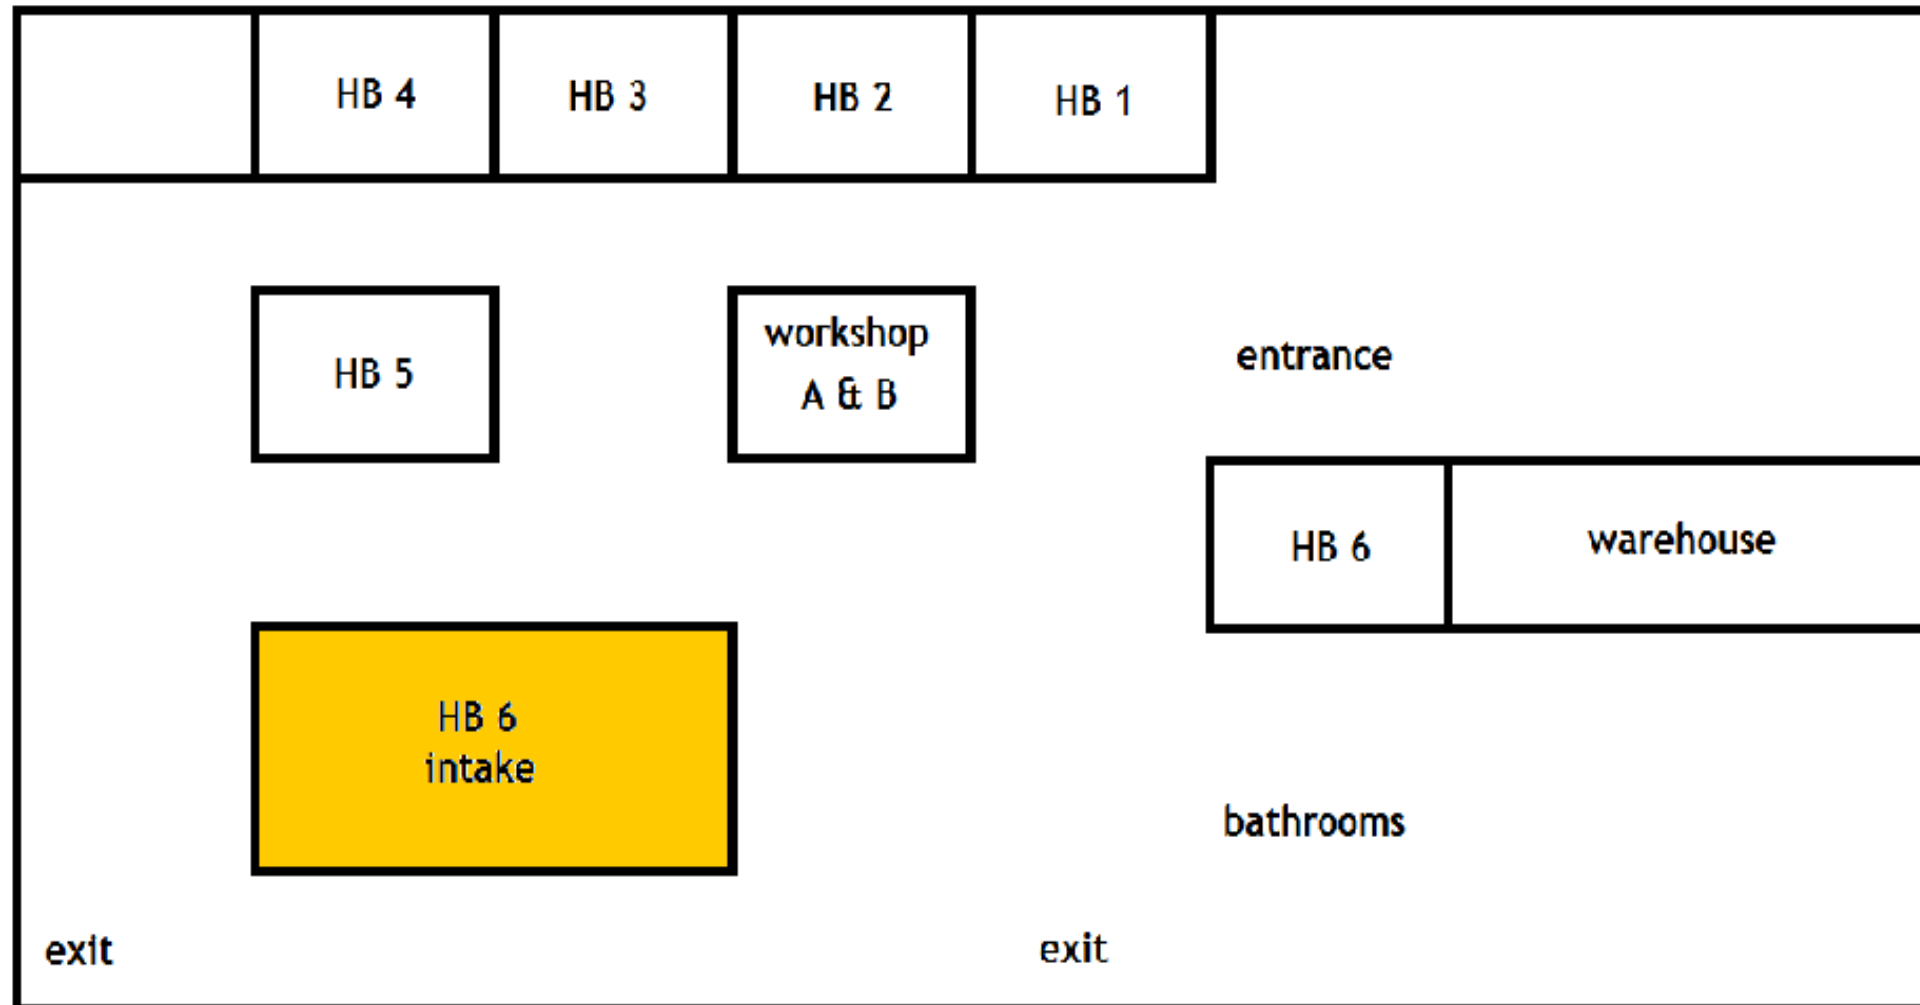 HB 4
HB 3
HB 2
HB 1
HB 5
workshop
A & B
entrance
HB 6
warehouse
HB 6
intake
bathrooms
exit
exit